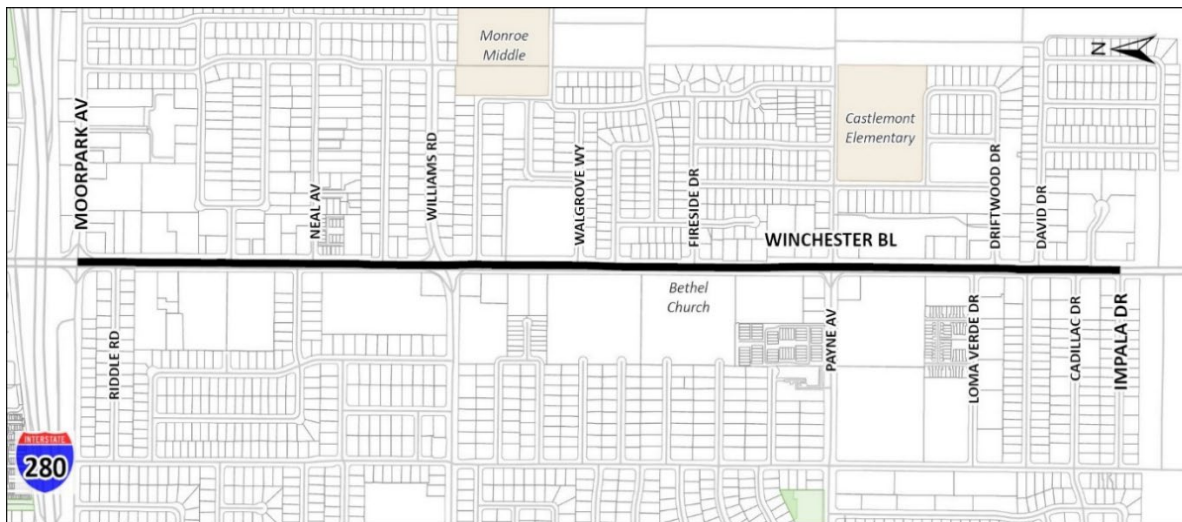 Monroe
Middle
N
MOORPARK AV
NEAL AV
WILLIAMS RD
WALGROVE WY
FIRESIDE DR
Castlemont
Elementary
DRIFTWOOD DR
DAVID DR
WINCHESTER BL
Bethel
Church
RIDDLE RD
PAYNE AV
LOMA VERDE DR
CADILLAC DR
IMPALA DR
INTERSTATE
280